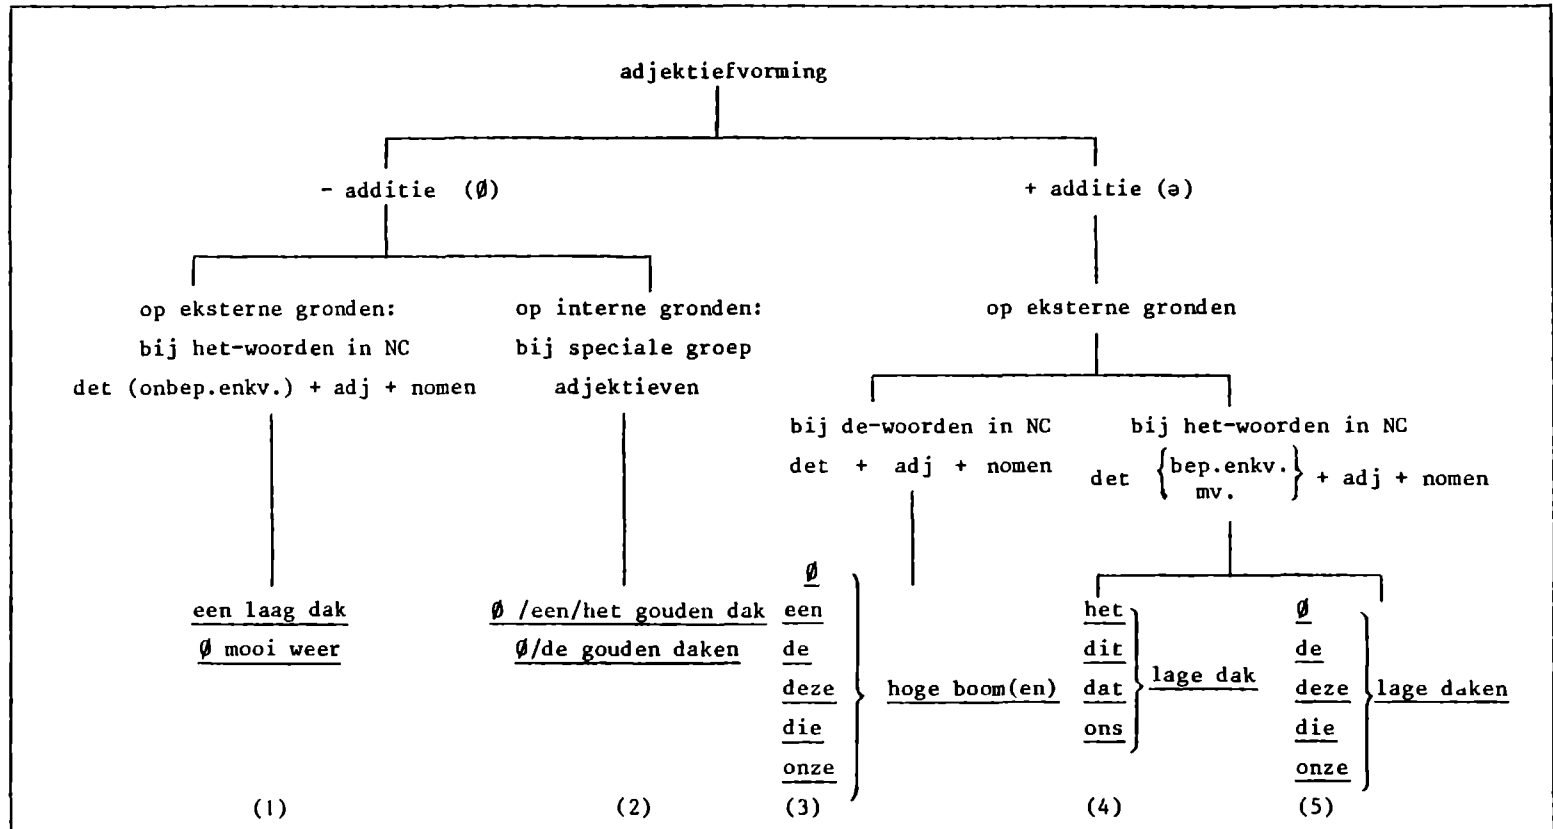 adjektiefvorming
- additie (Ø)
+ additie (ə)
op eksterne gronden:
bij het-woorden in NC
det (onbep.enkv.) + adj + nomen
op interne gronden:
bij speciale groep
adjektieven
op eksterne gronden
bij de-woorden in NC
det + adj + nomen
bij het-woorden in NC
det { bep.enkv. mv. } + adj + nomen
een laag dak
Ø mooi weer
Ø /een/het gouden dak
Ø/de gouden daken
Ø
een
de
deze
die
onze
hoge boom(en)
het
dit
dat
ons
lage dak
Ø
de
deze
die
onze
lage daken
(1) (2) (3) (4) (5)